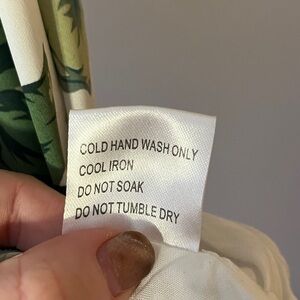 COLD HAND WASH ONLY
COOL IRON
DO NOT SOAK
DO NOT TUMBLE DRY